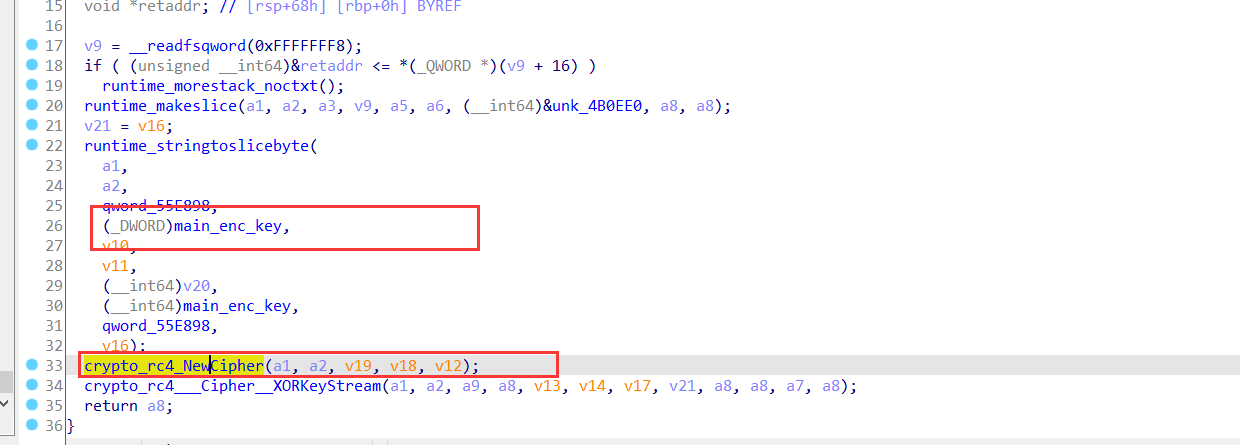 15 void *retaddr; // [rsp+68h] [rbp+0h] BYREF
16
17 v9 = __readfsqword(0xFFFFFFF8);
18 if ( (unsigned __int64)&retaddr <= *(_QWORD *)(v9 + 16) )
19 runtime_morestack_noctxt();
20 runtime_makeslice(a1, a2, a3, v9, a5, a6, (__int64)&unk_4B0EE0, a8, a8);
21 v21 = v16;
22 runtime_stringtoslicebyte(
23 a1,
24 a2,
25 qword_55E898,
26 (_DWORD)main_enc_key,
27 v10,
28 v11,
29 (__int64)v20,
30 (__int64)main_enc_key,
31 qword_55E898,
32 v16);
33 crypto_rc4_NewCipher(a1, a2, v19, v18, v12);
34 crypto_rc4___Cipher__XORKeyStream(a1, a2, a9, a8, v13, v14, v17, v21, a8, a8, a7, a8);
35 return a8;
36 }